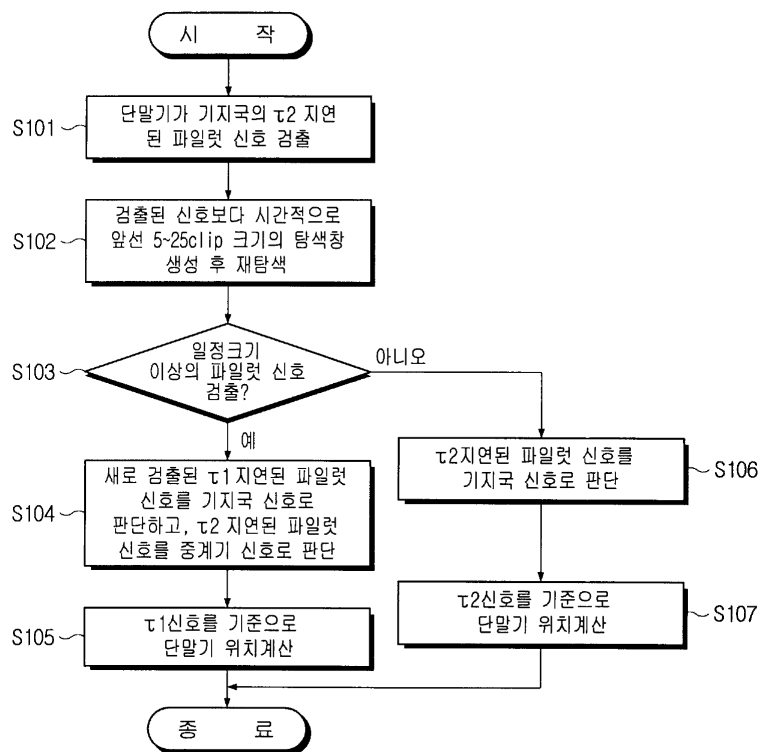 시 작
S101
단말기가 기지국의 τ2 지연
된 파일럿 신호 검출
S102
검출된 신호보다 시간적으로
앞선 5~25clip 크기의 탐색창
생성 후 재탐색
S103
일정크기
이상의 파일럿 신호
검출?
아니오
예
S104
새로 검출된 τ1 지연된 파일럿
신호를 기지국 신호로
판단하고, τ2 지연된 파일럿
신호를 중계기 신호로 판단
τ2지연된 파일럿 신호를
기지국 신호로 판단
S106
S105
τ1신호를 기준으로
단말기 위치계산
τ2신호를 기준으로
단말기 위치계산
S107
종 료